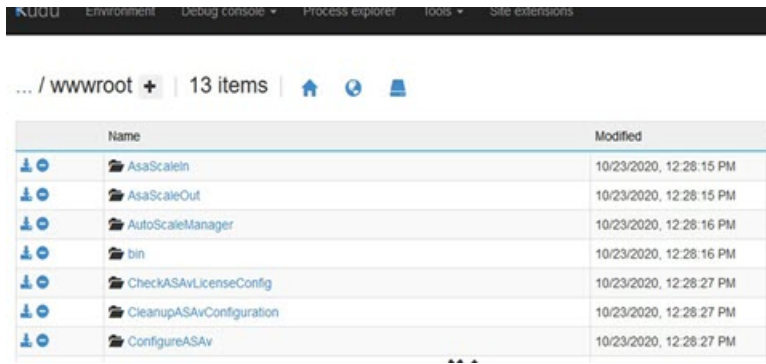 Kudu Environment Debug console Process explorer Tools Site extensions
... / wwwroot + 13 items
Name Modified
AsaScaleIn 10/23/2020, 12:28:15 PM
AsaScaleOut 10/23/2020, 12:28:15 PM
AutoScaleManager 10/23/2020, 12:28:16 PM
bin 10/23/2020, 12:28:16 PM
CheckASAvLicenseConfig 10/23/2020, 12:28:27 PM
CleanupASAvConfiguration 10/23/2020, 12:28:27 PM
ConfigureASAv 10/23/2020, 12:28:27 PM